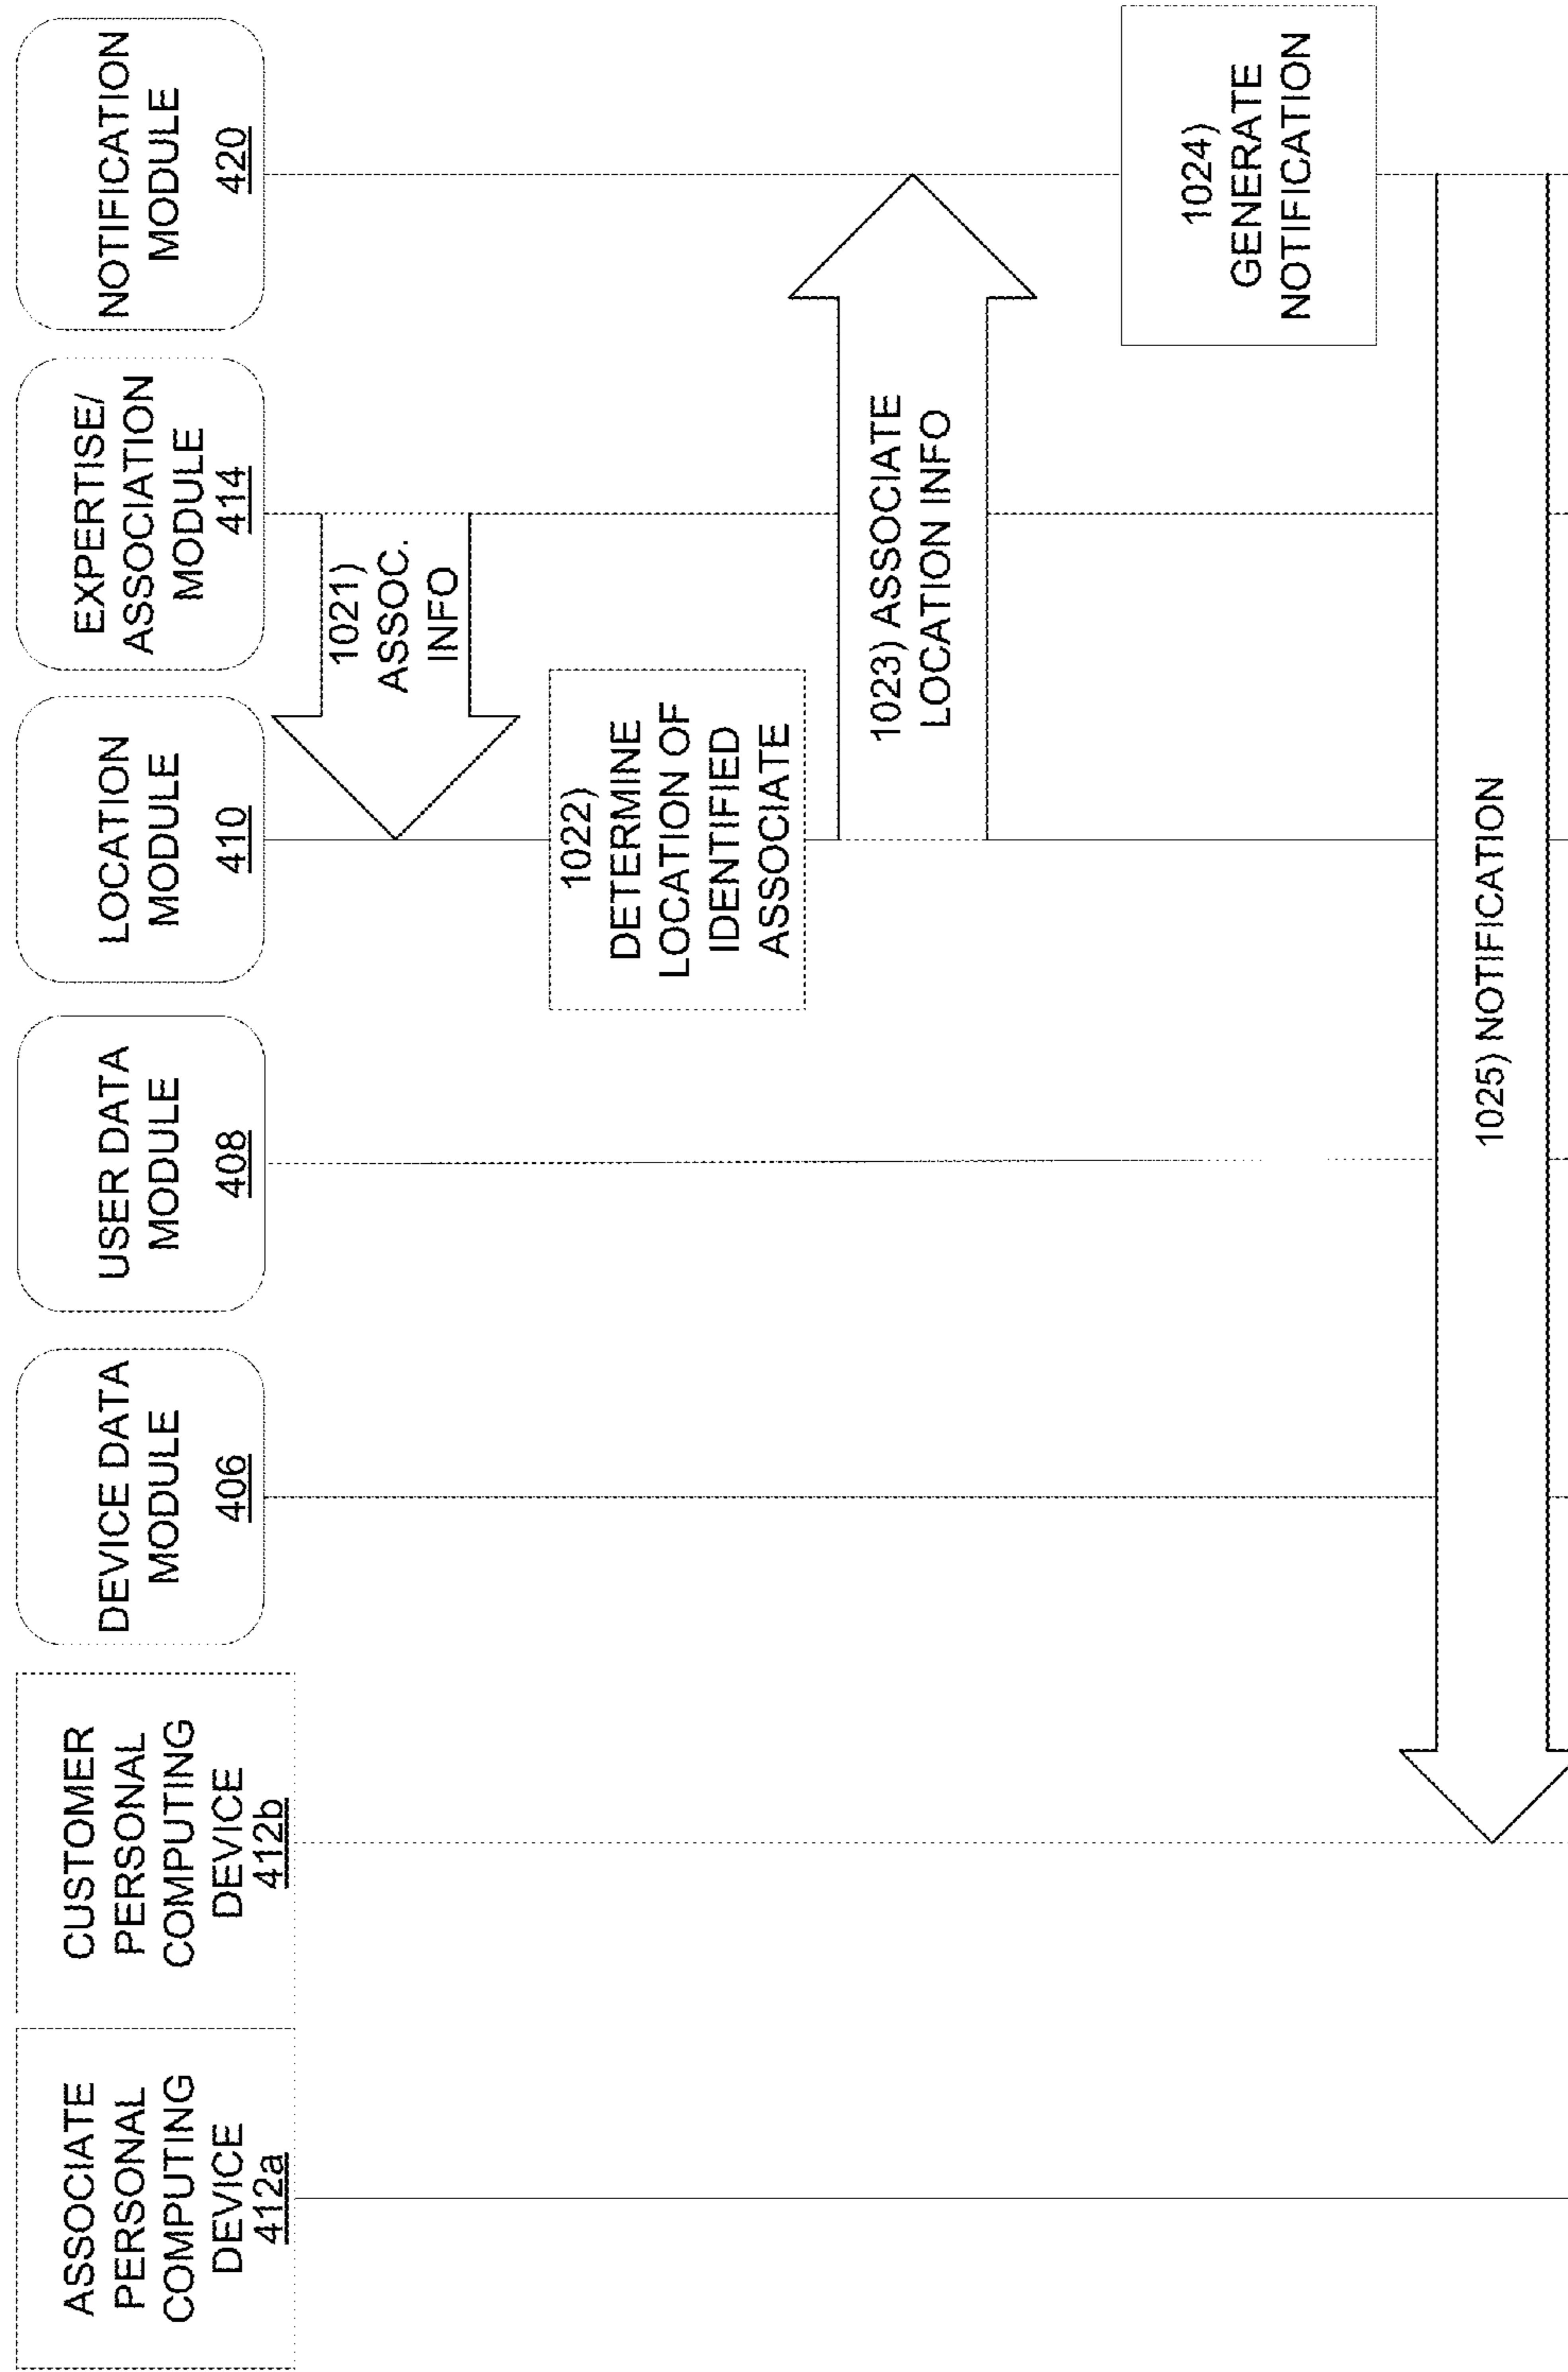 ASSOCIATE
PERSONAL
COMPUTING
DEVICE
412a
CUSTOMER
PERSONAL
COMPUTING
DEVICE
412b
DEVICE DATA
MODULE
406
USER DATA
MODULE
408
LOCATION
MODULE
410
EXPERTISE/
ASSOCIATION
MODULE
414
NOTIFICATION
MODULE
420
1021)
ASSOC.
INFO
1022)
DETERMINE
LOCATION OF
IDENTIFIED
ASSOCIATE
1023) ASSOCIATE
LOCATION INFO
1024)
GENERATE
NOTIFICATION
1025) NOTIFICATION